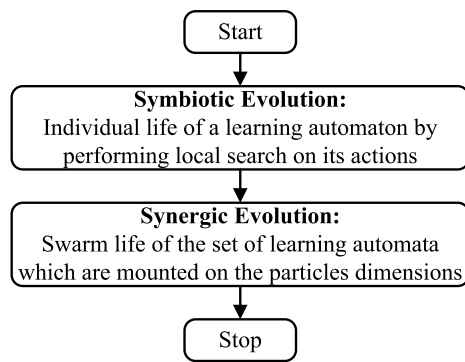 Start
Symbiotic Evolution:
Individual life of a learning automaton by
performing local search on its actions
Synergic Evolution:
Swarm life of the set of learning automata
which are mounted on the particles dimensions
Stop